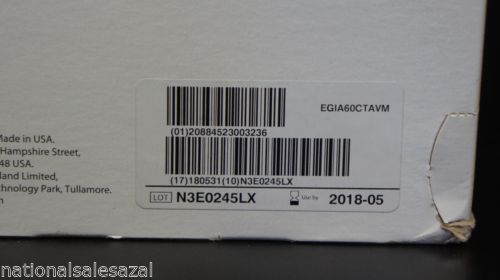 EGIA60CTAVM
(01)20884523003236
(17)180531(10)N3E0245LX
LOT N3E0245LX Use by 2018-05
Made in USA.
Hampshire Street,
48 USA.
land Limited,
chnology Park, Tullamore.
nationalsalesazal